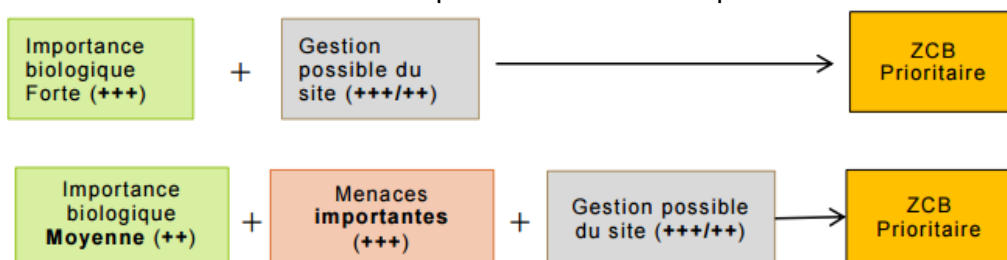 Importance
biologique
Forte (+++)
+
Gestion
possible du
site (+++/++)
ZCB
Prioritaire
Importance
biologique
Moyenne (++)
+
Menaces
importantes
(+++)
+
Gestion possible
du site (+++/++)
ZCB
Prioritaire